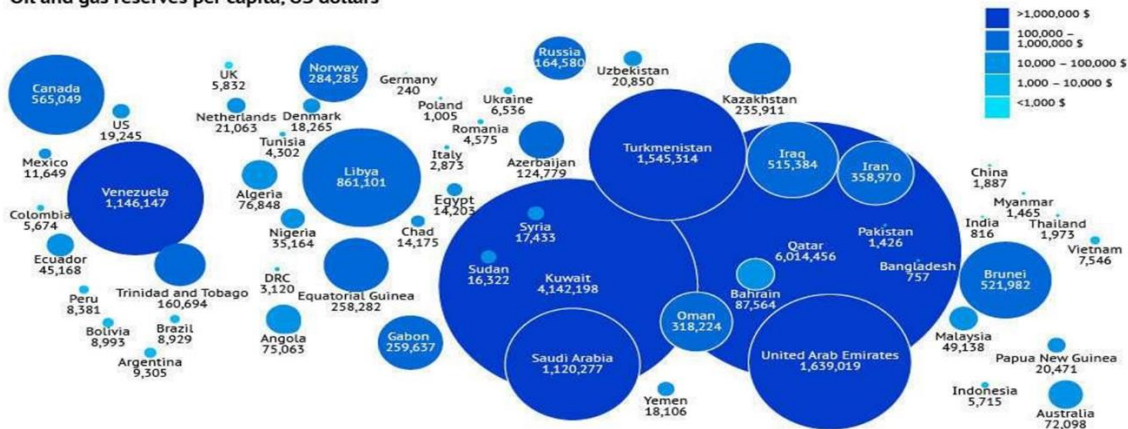 Oil and gas reserves per capita, US dollars
>1,000,000 $
100,000 –
1,000,000 $
10,000 – 100,000 $
1,000 – 10,000 $
<1,000 $
Canada
565,049
US
19,245
Mexico
11,649
Venezuela
1,146,147
Colombia
5,674
Ecuador
45,168
Trinidad and Tobago
160,694
Peru
8,381
Bolivia
8,993
Brazil
8,929
Argentina
9,305
UK
5,832
Norway
284,285
Netherlands
21,063
Denmark
18,265
Germany
240
Poland
1,005
Ukraine
6,536
Romania
4,575
Italy
2,873
Tunisia
4,302
Algeria
76,848
Libya
861,101
Egypt
14,203
Nigeria
35,164
Chad
14,175
DRC
3,120
Equatorial Guinea
258,282
Angola
75,063
Gabon
259,637
Russia
164,580
Uzbekistan
20,850
Kazakhstan
235,911
Azerbaijan
124,779
Turkmenistan
1,545,314
Iraq
515,384
Iran
358,970
Syria
17,433
Sudan
16,322
Kuwait
4,142,198
Qatar
6,014,456
Pakistan
1,426
Bangladesh
757
Bahrain
87,564
Oman
318,224
Saudi Arabia
1,120,277
United Arab Emirates
1,639,019
Yemen
18,106
China
1,887
Myanmar
1,465
India
816
Thailand
1,973
Vietnam
7,546
Brunei
521,982
Malaysia
49,138
Papua New Guinea
20,471
Indonesia
5,715
Australia
72,098